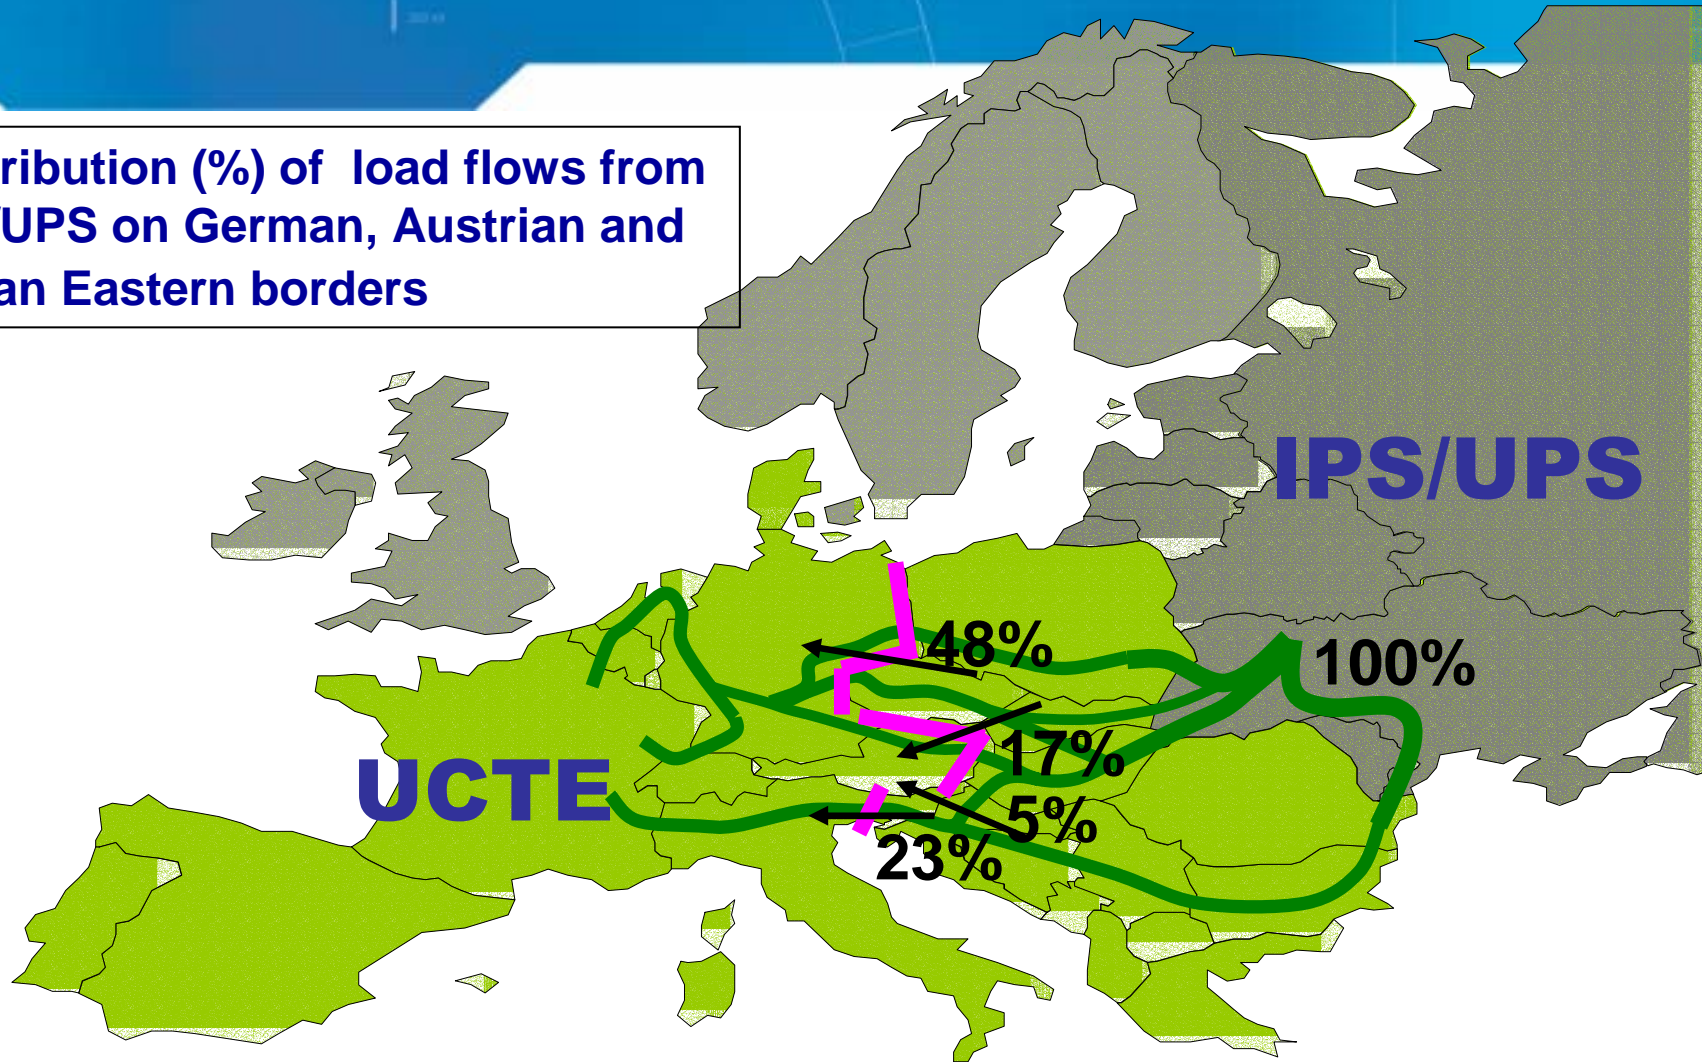 tribution (%) of load flows from
/UPS on German, Austrian and
an Eastern borders
IPS/UPS
48%
100%
17%
UCTE
5%
23%